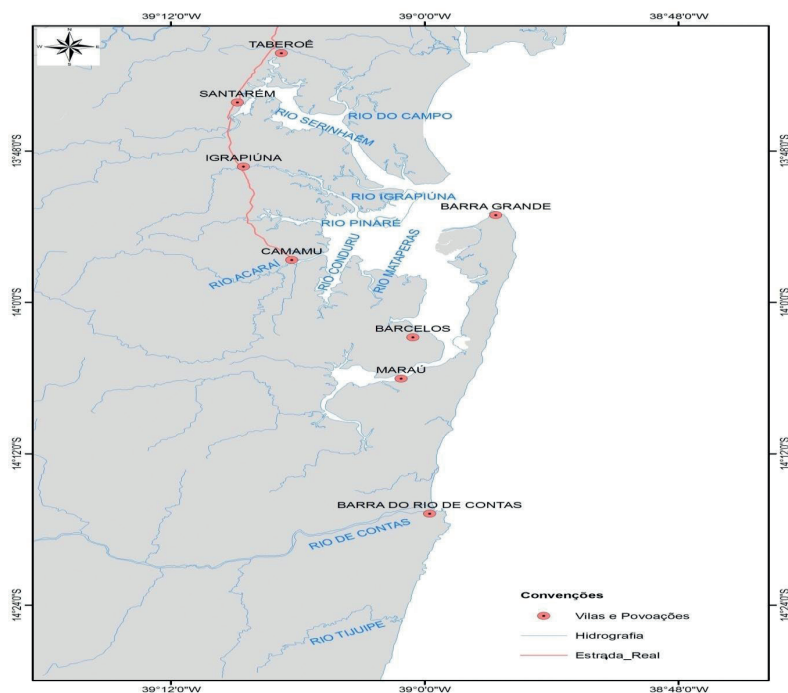 39°12'0"W
39°0'0"W
38°48'0"W
N
W
E
S
TABEROÊ
SANTARÉM
RIO DO CAMPO
RIO SERINHAÉM
13°48'0"S
13°48'0"S
IGRAPIÚNA
RIO IGRAPIÚNA
BARRA GRANDE
RIO PINARÉ
CAMAMU
RIO ACARAÍ
RIO CONDURU
RIO MATAPERAS
14°0'0"S
14°0'0"S
BARCELOS
MARAÚ
14°12'0"S
14°12'0"S
BARRA DO RIO DE CONTAS
RIO DE CONTAS
Convenções
14°24'0"S
14°24'0"S
Vilas e Povoações
RIO TIJUIPE
Hidrografia
Estrada_Real
39°12'0"W
39°0'0"W
38°48'0"W